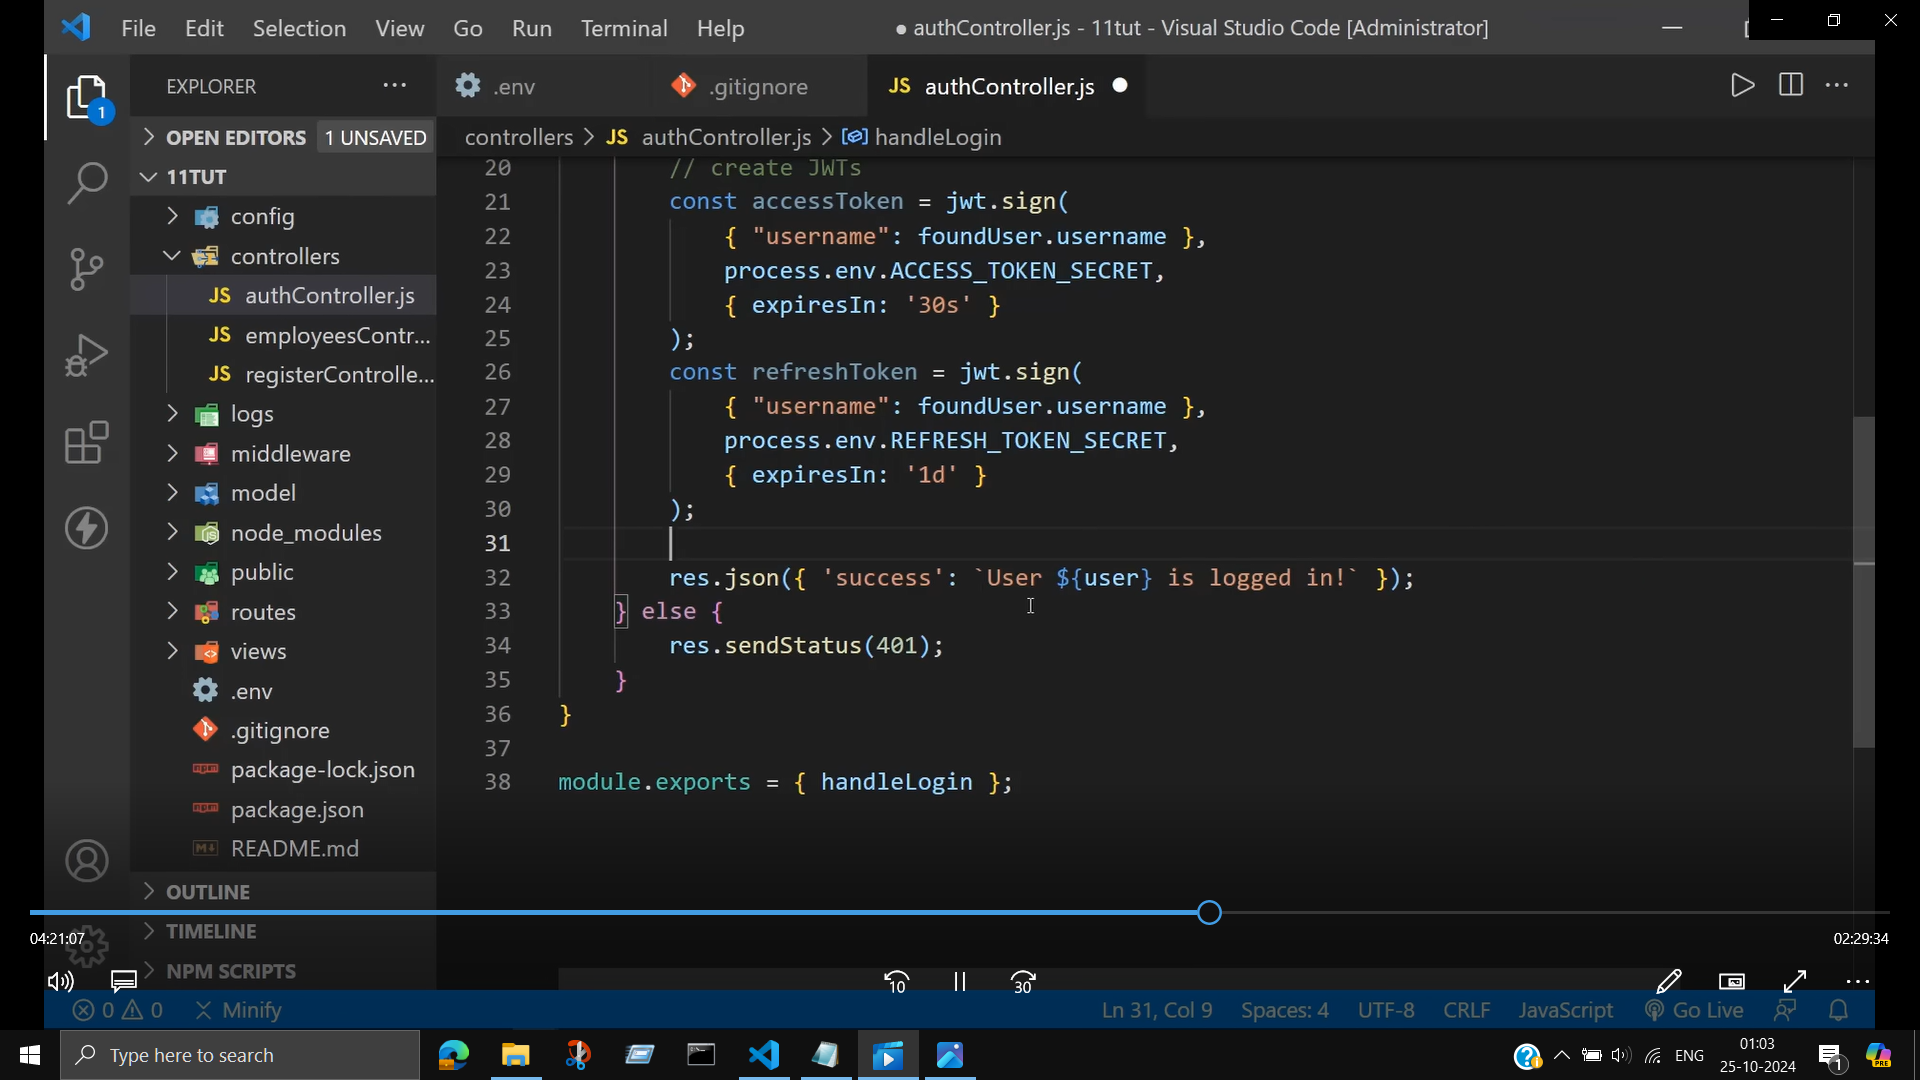 File Edit Selection View Go Run Terminal Help
● authController.js - 11tut - Visual Studio Code [Administrator]
EXPLORER
.env
.gitignore
JS authController.js
1
OPEN EDITORS 1 UNSAVED
controllers > JS authController.js > handleLogin
11TUT
config
controllers
JS authController.js
JS employeesContr...
JS registerControlle...
logs
middleware
model
node_modules
public
routes
views
.env
.gitignore
package-lock.json
package.json
README.md
OUTLINE
TIMELINE
NPM SCRIPTS
20 // create JWTs
21 const accessToken = jwt.sign(
22 { "username": foundUser.username },
23 process.env.ACCESS_TOKEN_SECRET,
24 { expiresIn: '30s' }
25 );
26 const refreshToken = jwt.sign(
27 { "username": foundUser.username },
28 process.env.REFRESH_TOKEN_SECRET,
29 { expiresIn: '1d' }
30 );
31
32 res.json({ 'success': `User ${user} is logged in!` });
33 } else {
34 res.sendStatus(401);
35 }
36 }
37
38 module.exports = { handleLogin };
04:21:07
02:29:34
10
30
0 0 Minify
Ln 31, Col 9 Spaces: 4 UTF-8 CRLF JavaScript Go Live
Type here to search
ENG
01:03
25-10-2024
1
PRE